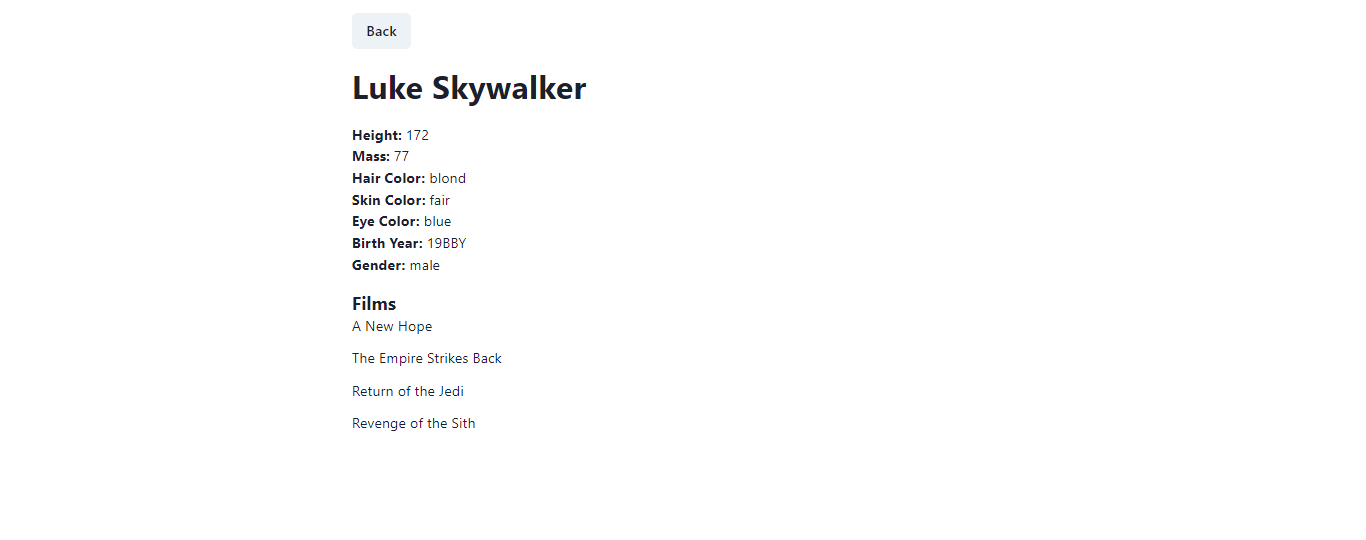 Back
Luke Skywalker
Height: 172
Mass: 77
Hair Color: blond
Skin Color: fair
Eye Color: blue
Birth Year: 19BBY
Gender: male
Films
A New Hope
The Empire Strikes Back
Return of the Jedi
Revenge of the Sith